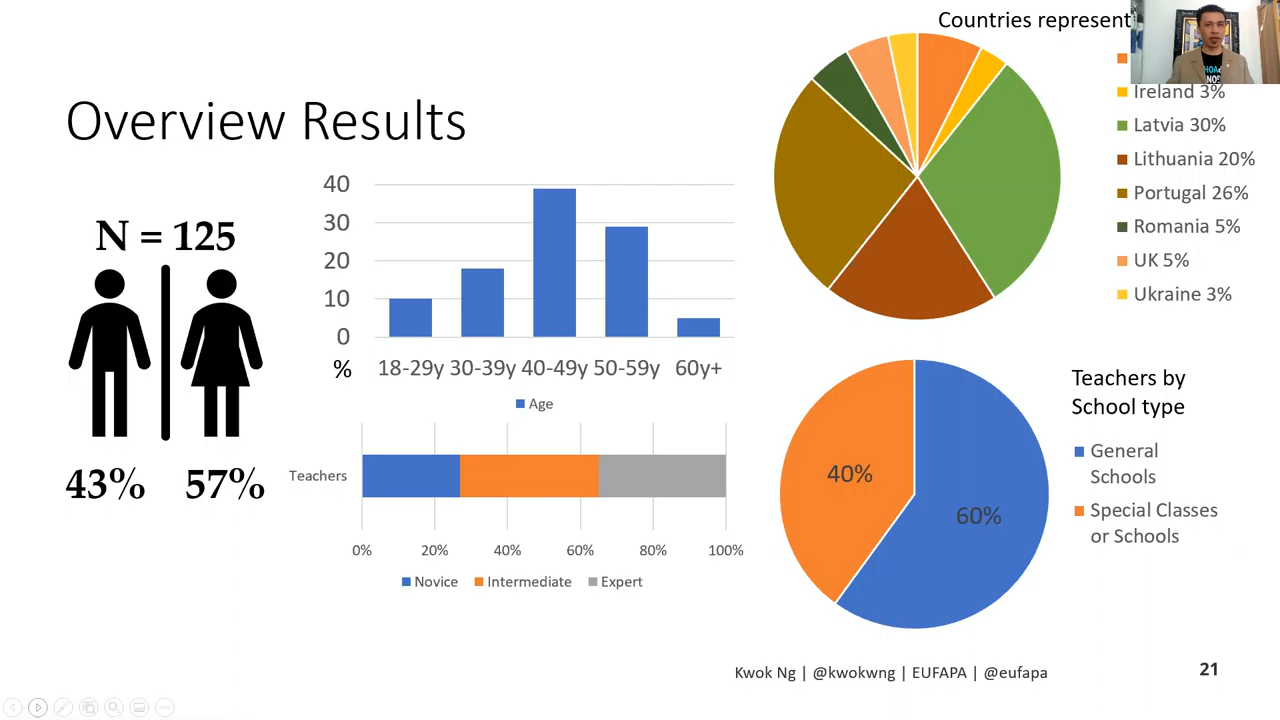 Countries represent
Overview Results
N = 125
43% 57%
40
30
20
10
0
% 18-29y 30-39y 40-49y 50-59y 60y+
Age
Teachers
0% 20% 40% 60% 80% 100%
Novice Intermediate Expert
Ireland 3%
Latvia 30%
Lithuania 20%
Portugal 26%
Romania 5%
UK 5%
Ukraine 3%
40%
60%
Teachers by
School type
General
Schools
Special Classes
or Schools
Kwok Ng | @kwokwng | EUFAPA | @eufapa
21